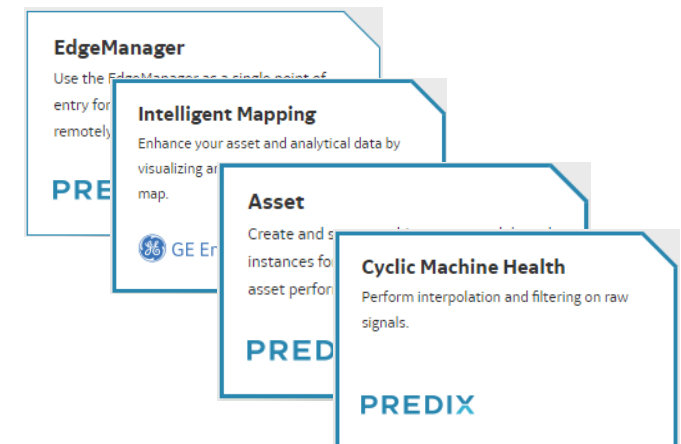 EdgeManager
Use the EdgeManager as a single point of
entry for
remotely
PRE
Intelligent Mapping
Enhance your asset and analytical data by
visualizing
map.
GE
Asset
Create and
instances
asset
PRED
Cyclic Machine Health
Perform interpolation and filtering on raw
signals.
PREDIX